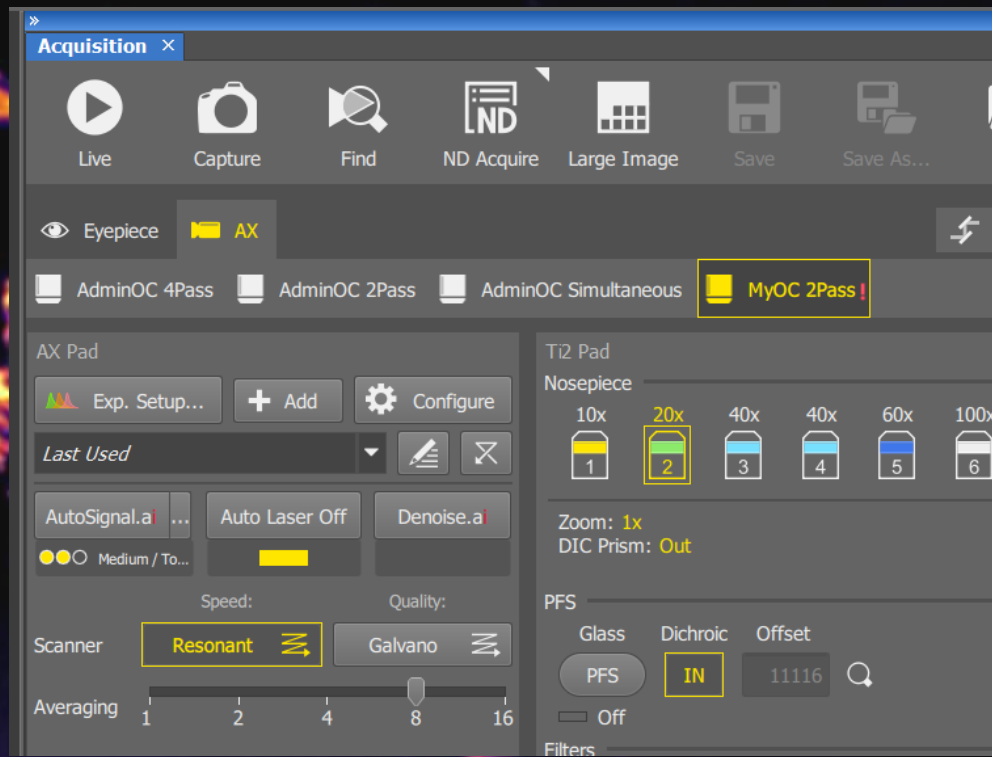 Acquisition
Live Capture Find ND Acquire Large Image Save Save As...
ND
Eyepiece AX
AdminOC 4Pass AdminOC 2Pass AdminOC Simultaneous MyOC 2Pass!
AX Pad
Exp. Setup... Add Configure
Last Used
AutoSignal.ai ... Auto Laser Off Denoise.ai
Medium / To...
Speed: Quality:
Scanner Resonant Galvano
Averaging 1 2 4 8 16
Ti2 Pad
Nosepiece
10x 20x 40x 40x 60x 100x
1 2 3 4 5 6
Zoom: 1x
DIC Prism: Out
PFS
Glass Dichroic Offset
PFS IN 11116
Off
Filters